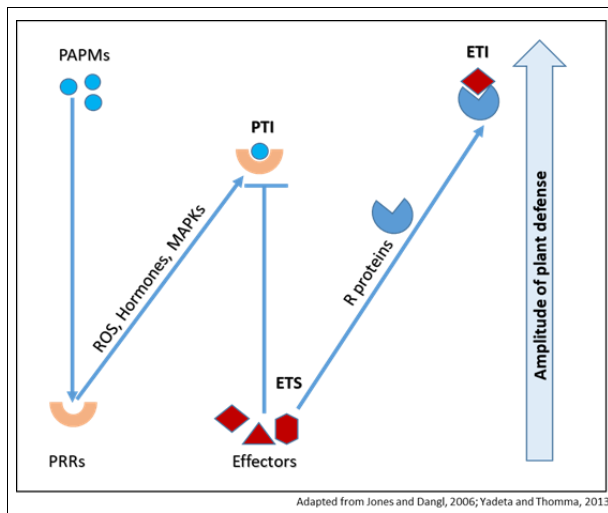 PAPMs
ETI
PTI
ROS, Hormones, MAPKs
R proteins
Amplitude of plant defense
ETS
PRRs
Effectors
Adapted from Jones and Dangl, 2006; Yadeta and Thomma, 2013